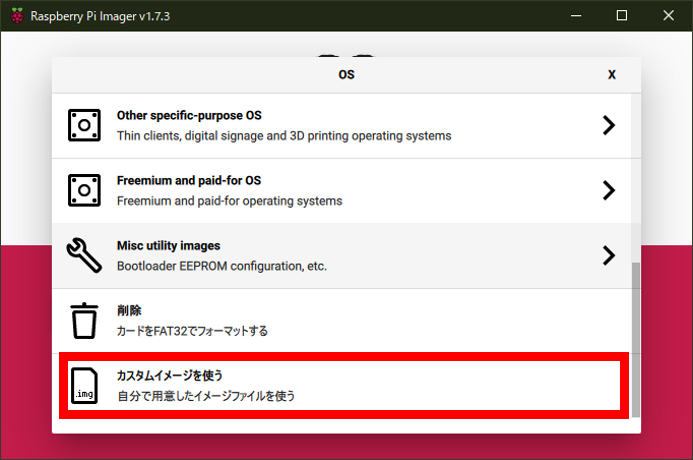 Raspberry Pi Imager v1.7.3
OS
X
Other specific-purpose OS
Thin clients, digital signage and 3D printing operating systems
Freemium and paid-for OS
Freemium and paid-for operating systems
Misc utility images
Bootloader EEPROM configuration, etc.
削除
カードをFAT32でフォーマットする
カスタムイメージを使う
.img
自分で用意したイメージファイルを使う